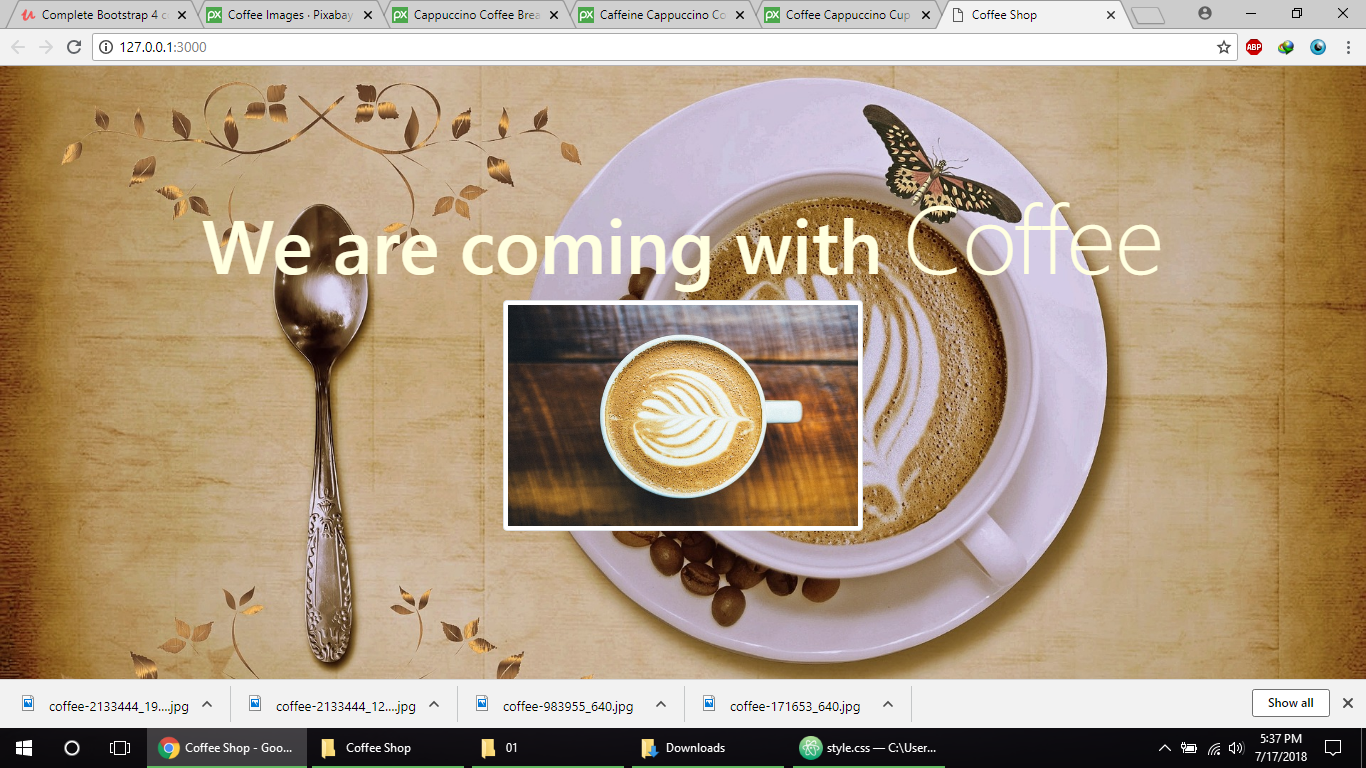 Complete Bootstrap 4 c
Coffee Images · Pixabay
Cappuccino Coffee Brea
Caffeine Cappuccino Co
Coffee Cappuccino Cup
Coffee Shop
127.0.0.1:3000
ABP
We are coming with Coffee
coffee-2133444_19....jpg
coffee-2133444_12....jpg
coffee-983955_640.jpg
coffee-171653_640.jpg
Show all
Coffee Shop - Goo...
Coffee Shop
01
Downloads
style.css — C:\User...
5:37 PM
7/17/2018